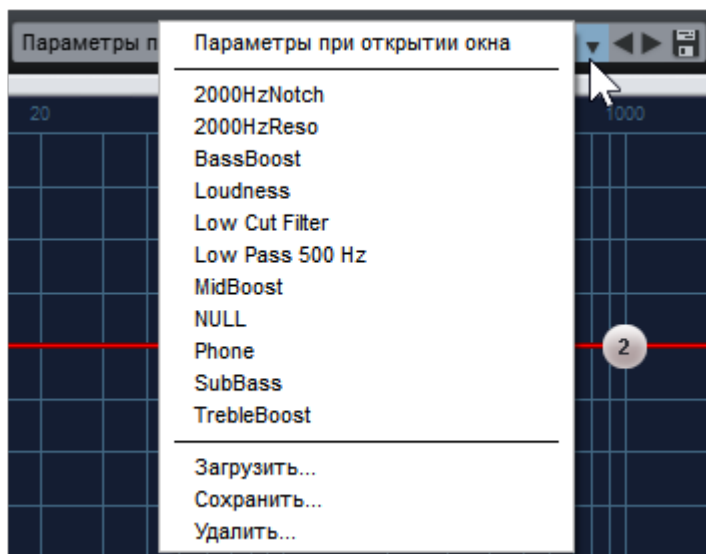 Параметры п
Параметры при открытии окна
20
1000
2000HzNotch
2000HzReso
BassBoost
Loudness
Low Cut Filter
Low Pass 500 Hz
MidBoost
NULL
2
Phone
SubBass
TrebleBoost
Загрузить...
Сохранить...
Удалить...